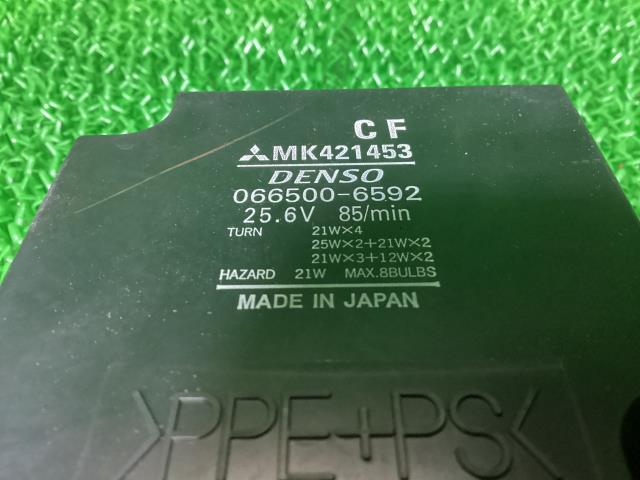 CF
MK421453
DENSO
066500-6592
25.6V 85/min
TURN 21W×4
25W×2+21W×2
21W×3+12W×2
HAZARD 21W MAX.8BULBS
MADE IN JAPAN
>PPE+PS<